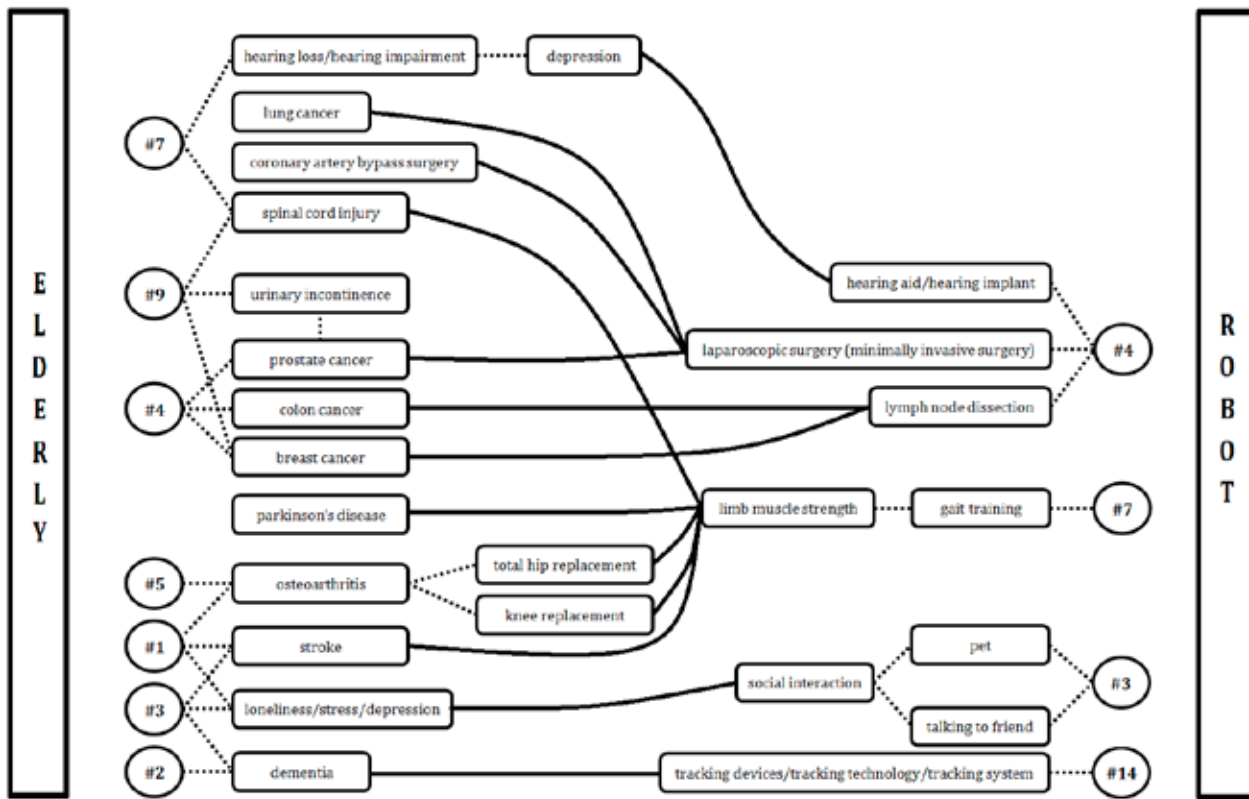 ELDERLY
#7
#9
#4
#5
#1
#3
#2
hearing loss/hearing impairment
depression
lung cancer
coronary artery bypass surgery
spinal cord injury
urinary incontinence
prostate cancer
colon cancer
breast cancer
parkinson's disease
osteoarthritis
total hip replacement
knee replacement
stroke
loneliness/stress/depression
dementia
hearing aid/hearing implant
laparoscopic surgery (minimally invasive surgery)
lymph node dissection
limb muscle strength
gait training
social interaction
pet
talking to friend
tracking devices/tracking technology/tracking system
#4
#7
#3
#14
ROBOT